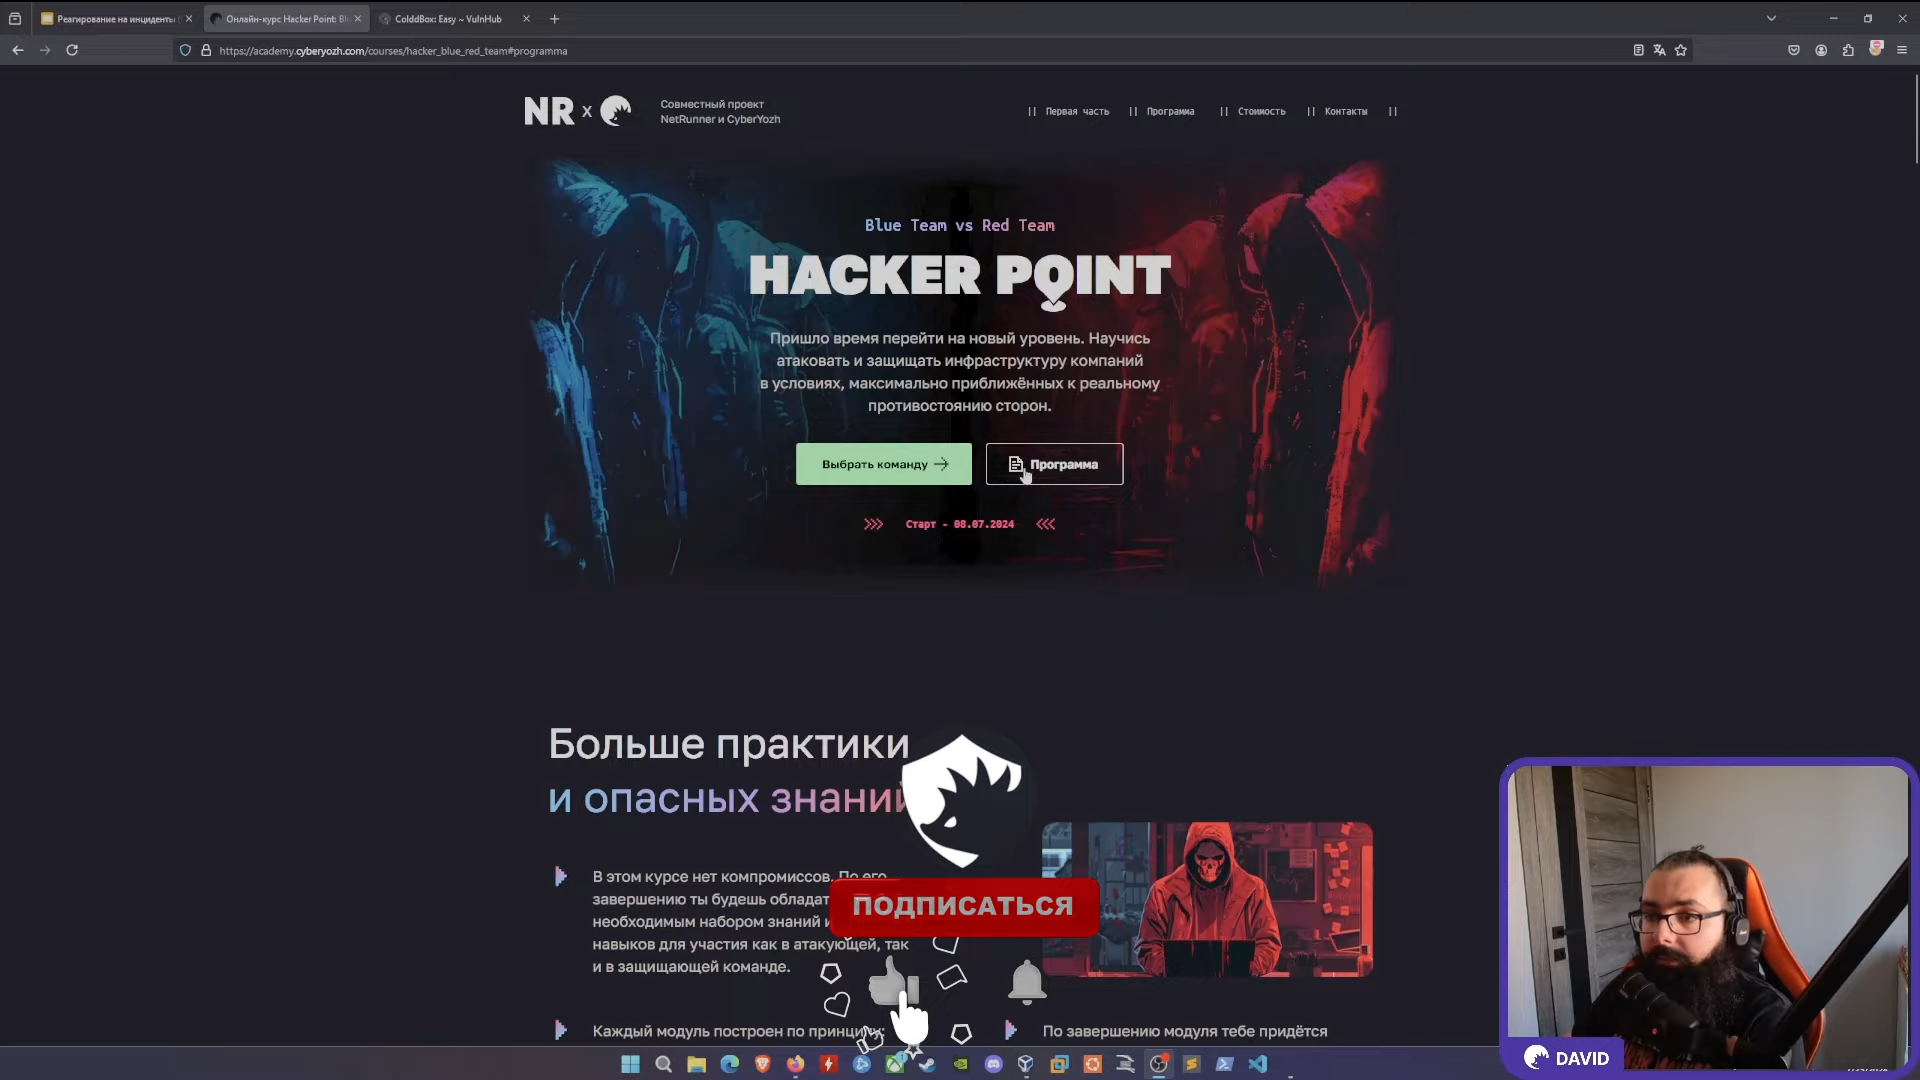 Реагирование на инциденты
Онлайн-курс Hacker Point: Bl
ColddBox: Easy ~ VulnHub
https://academy.cyberyozh.com/courses/hacker_blue_red_team#programma
NR x
Совместный проект
NetRunner и CyberYozh
|| Первая часть || Программа || Стоимость || Контакты ||
Blue Team vs Red Team
HACKER POINT
Пришло время перейти на новый уровень. Научись
атаковать и защищать инфраструктуру компаний
в условиях, максимально приближённых к реальному
противостоянию сторон.
Выбрать команду
Программа
Старт - 08.07.2024
Больше практики
и опасных знаний
В этом курсе нет компромиссов. По его
завершению ты будешь обладат
необходимым набором знаний и
навыков для участия как в атакующей, так
и в защищающей команде.
ПОДПИСАТЬСЯ
Каждый модуль построен по принципу:
По завершению модуля тебе придётся
DAVID